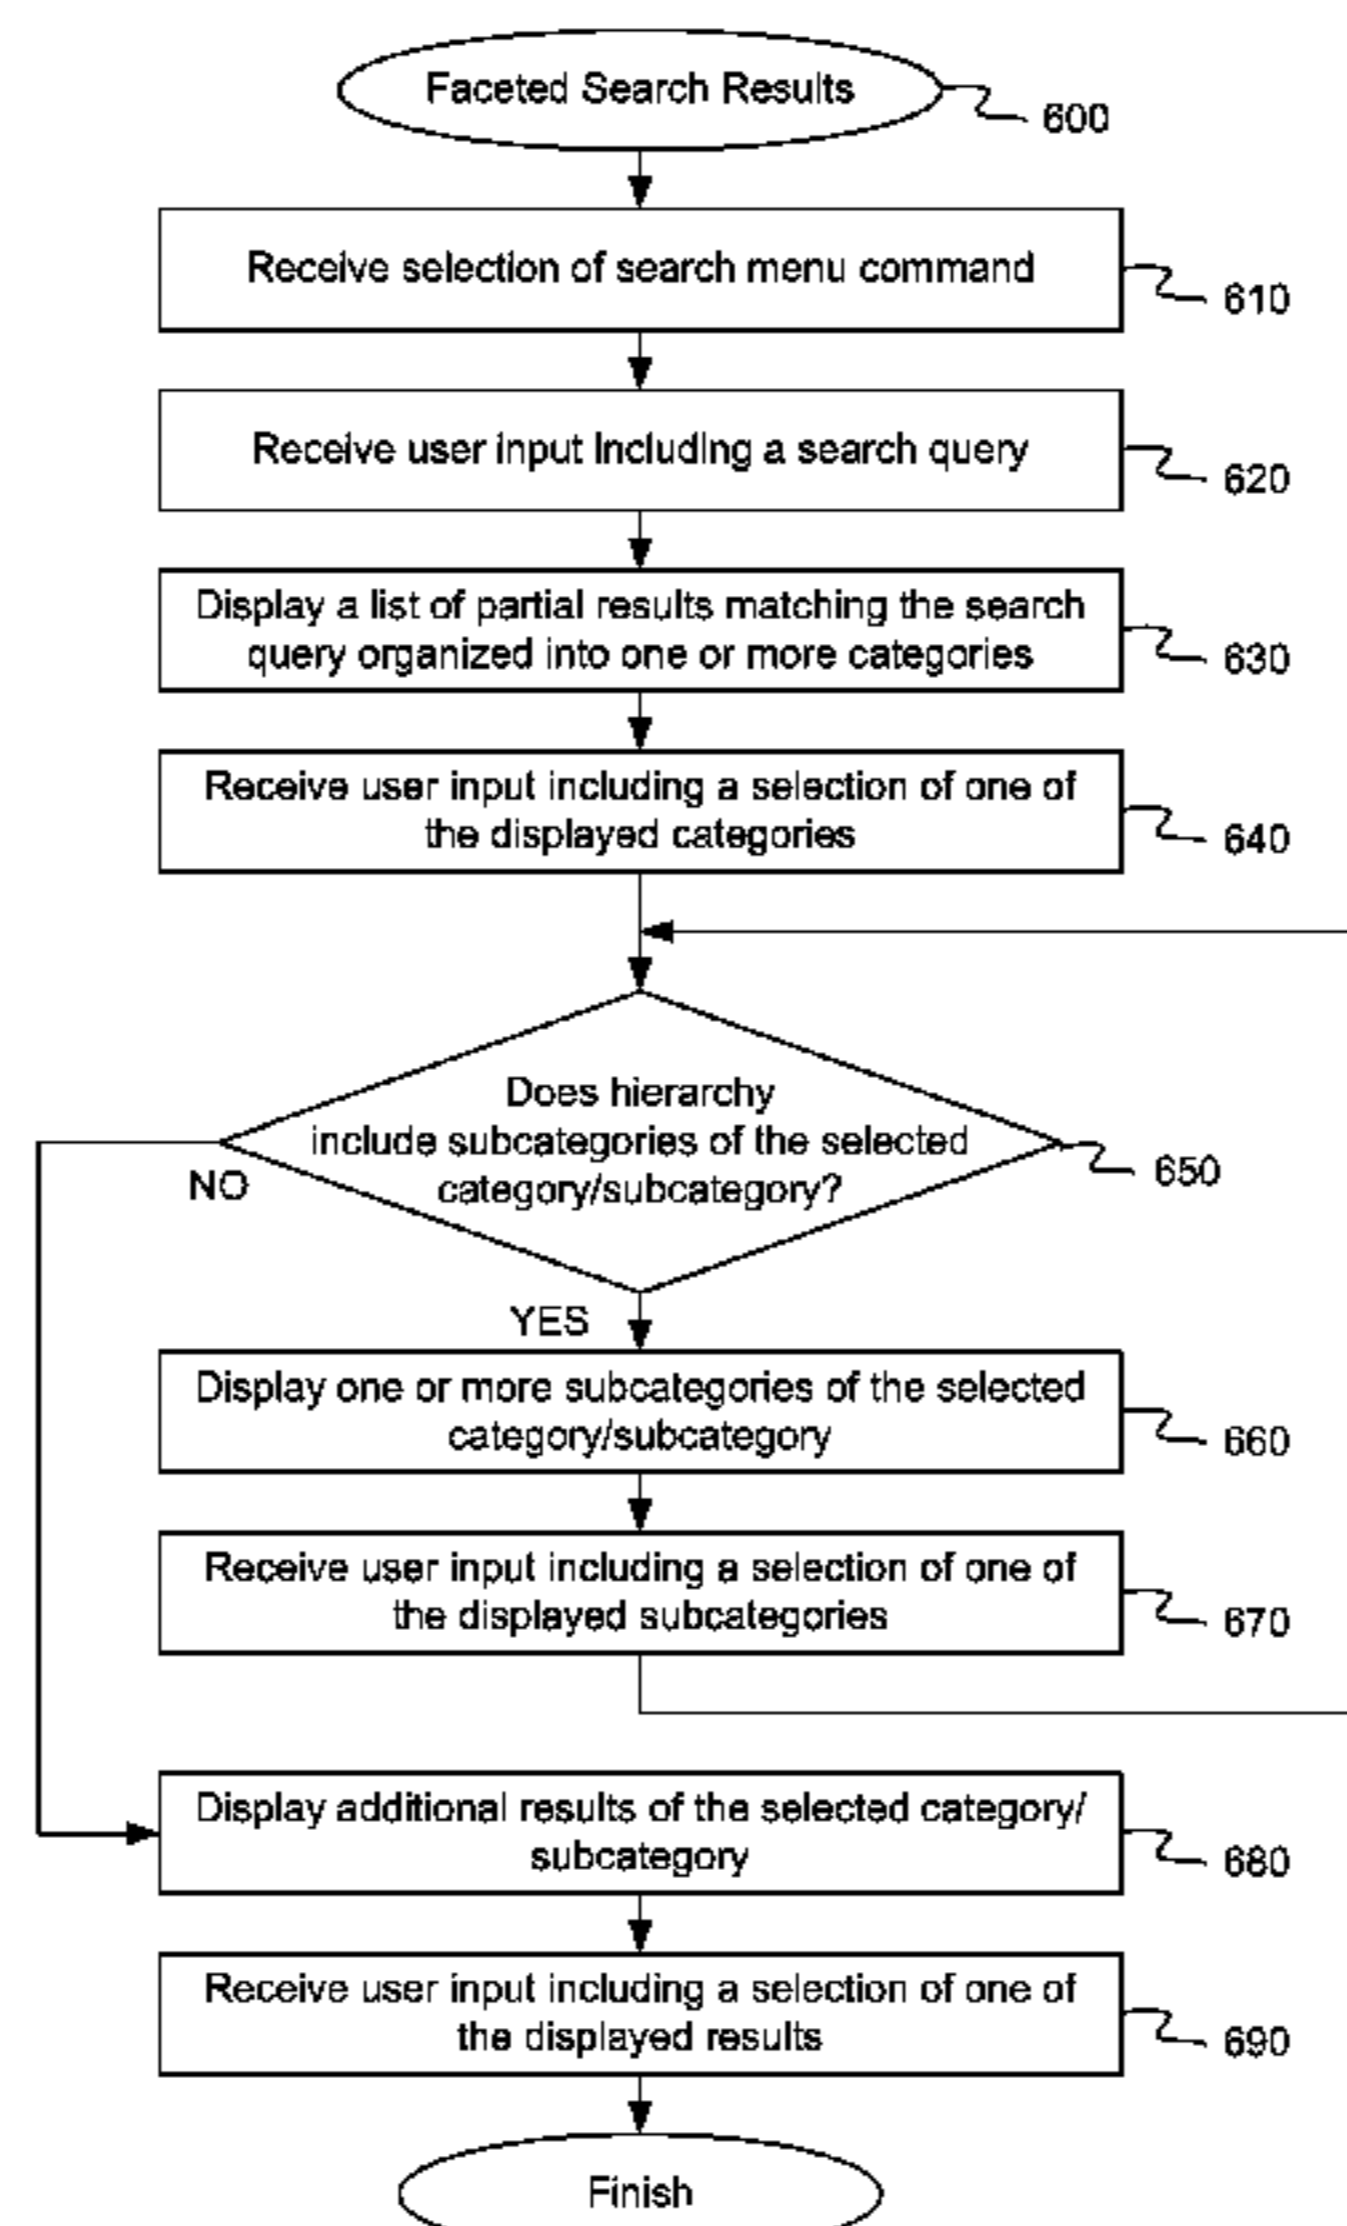 Faceted Search Results
600
Receive selection of search menu command
610
Receive user input including a search query
620
Display a list of partial results matching the search
query organized into one or more categories
630
Receive user input including a selection of one of
the displayed categories
640
Does hierarchy
include subcategories of the selected
category/subcategory?
650
NO
YES
Display one or more subcategories of the selected
category/subcategory
660
Receive user input including a selection of one of
the displayed subcategories
670
Display additional results of the selected category/
subcategory
680
Receive user input including a selection of one of
the displayed results
690
Finish